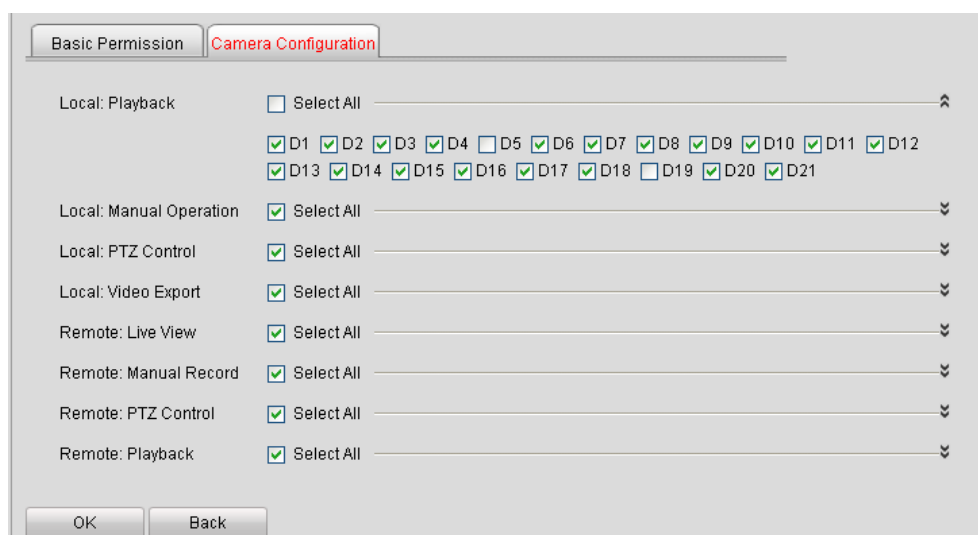 Basic Permission Camera Configuration
Local: Playback Select All
D1 D2 D3 D4 D5 D6 D7 D8 D9 D10 D11 D12
D13 D14 D15 D16 D17 D18 D19 D20 D21
Local: Manual Operation Select All
Local: PTZ Control Select All
Local: Video Export Select All
Remote: Live View Select All
Remote: Manual Record Select All
Remote: PTZ Control Select All
Remote: Playback Select All
OK Back